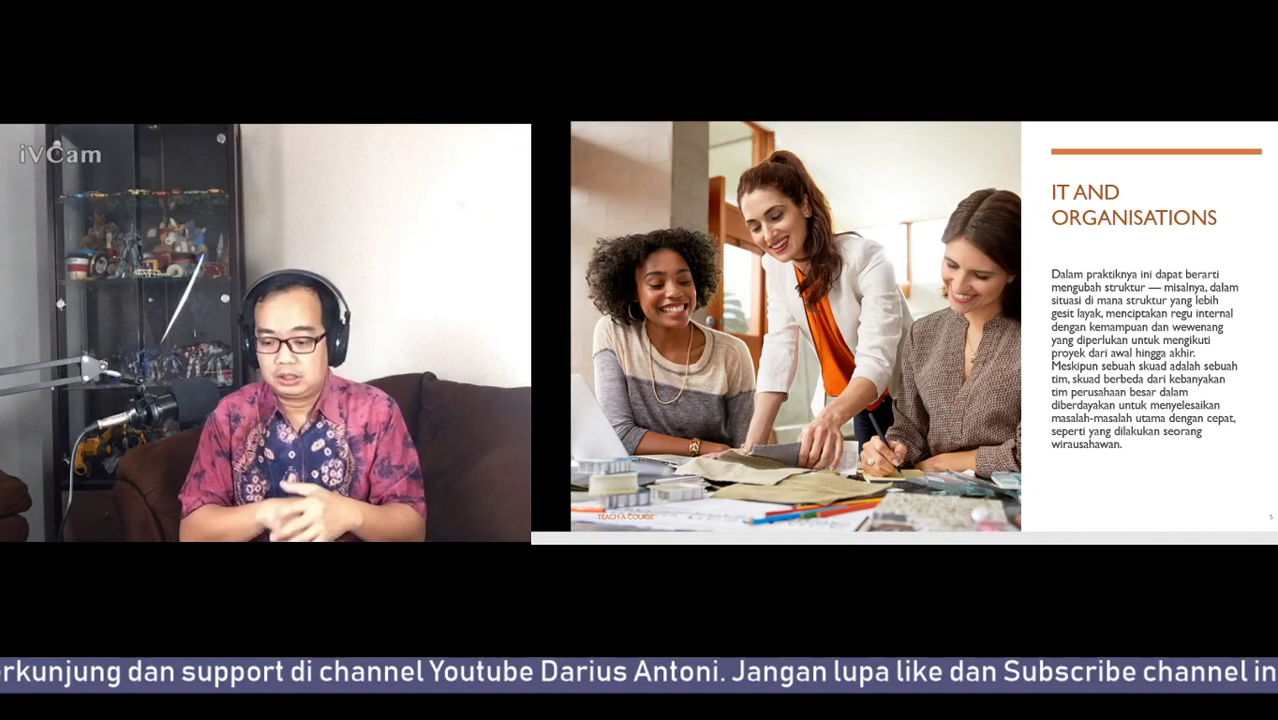 iVCam
IT AND
ORGANISATIONS
Dalam praktiknya ini dapat berarti
mengubah struktur — misalnya, dalam
situasi di mana struktur yang lebih
gesit layak, menciptakan regu internal
dengan kemampuan dan wewenang
yang diperlukan untuk mengikuti
proyek dari awal hingga akhir.
Meskipun sebuah skuad adalah sebuah
tim, skuad berbeda dari kebanyakan
tim perusahaan besar dalam
diberdayakan untuk menyelesaikan
masalah-masalah utama dengan cepat,
seperti yang dilakukan seorang
wirausahawan.
TEACH A COURSE
5
erkunjung dan support di channel Youtube Darius Antoni. Jangan lupa like dan Subscribe channel in